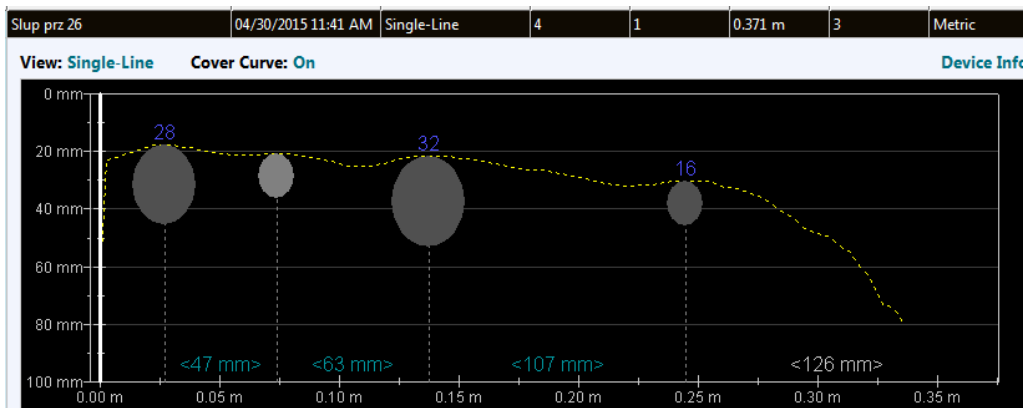 Slup prz 26 04/30/2015 11:41 AM Single-Line 4 1 0.371 m 3 Metric
View: Single-Line Cover Curve: On Device Info
0 mm
28
20 mm
32
16
40 mm
60 mm
80 mm
<47 mm> <63 mm> <107 mm> <126 mm>
100 mm
0.00 m 0.05 m 0.10 m 0.15 m 0.20 m 0.25 m 0.30 m 0.35 m